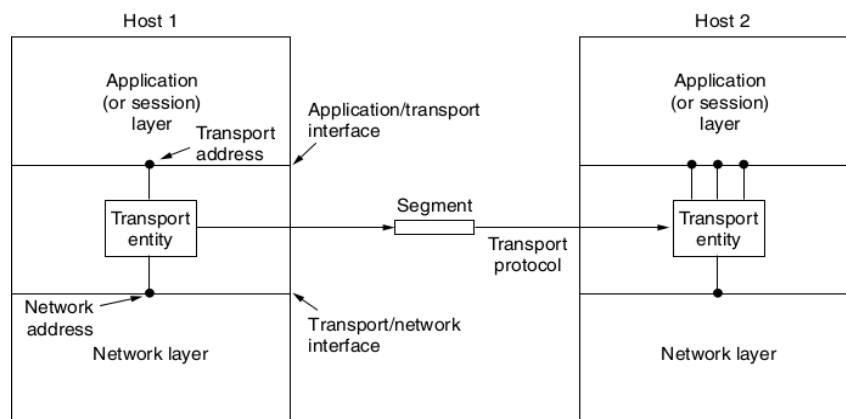 Host 1
Host 2
Application
(or session)
layer
Transport
address
Application/transport
interface
Application
(or session)
layer
Transport
entity
Segment
Transport
protocol
Transport
entity
Network
address
Transport/network
interface
Network layer
Network layer